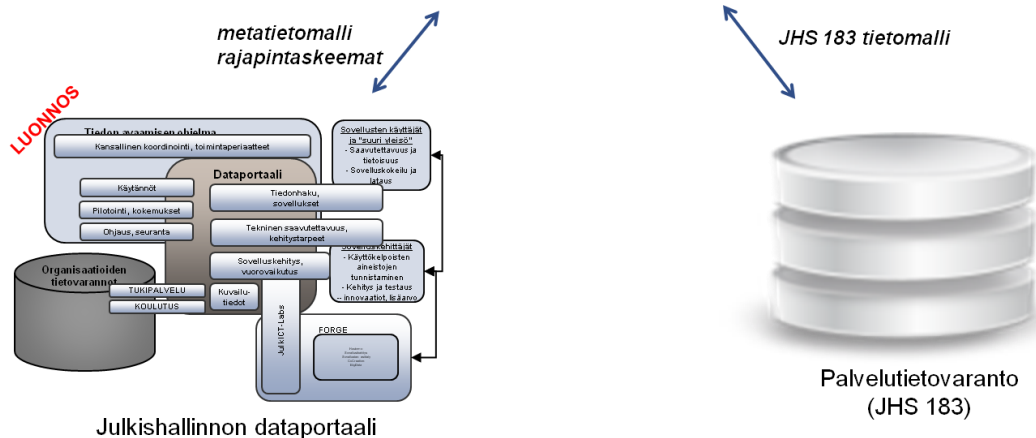 metatietomalli
rajapintaskeemat
JHS 183 tietomalli
LUONNOS
Tiedon avaamisen ohjelma
Kansallinen koordinointi, toimintaperiaatteet
Dataportaali
Käytännöt
Pilotointi, kokemukset
Ohjaus, seuranta
Tiedonhaku,
sovellukset
Tekninen saavutettavuus,
kehitystarpeet
Sovelluskehitys,
vuorovaikutus
Kuvailu-
tiedot
Organisaatioiden
tietovarannot
TUKIPALVELU
KOULUTUS
JulkICT-Labs
Sovellusten käyttäjät
ja "suuri yleisö"
- Saavutettavuus ja
tietoisuus
- Sovelluskokeilu ja
lataus
Sovelluskehittäjät
- Käyttökelpoisten
aineistojen
tunnistaminen
- Kehitys ja testaus
-- innovaatiot, lisäarvo
FORGE
Julkishallinnon dataportaali
Palvelutietovaranto
(JHS 183)